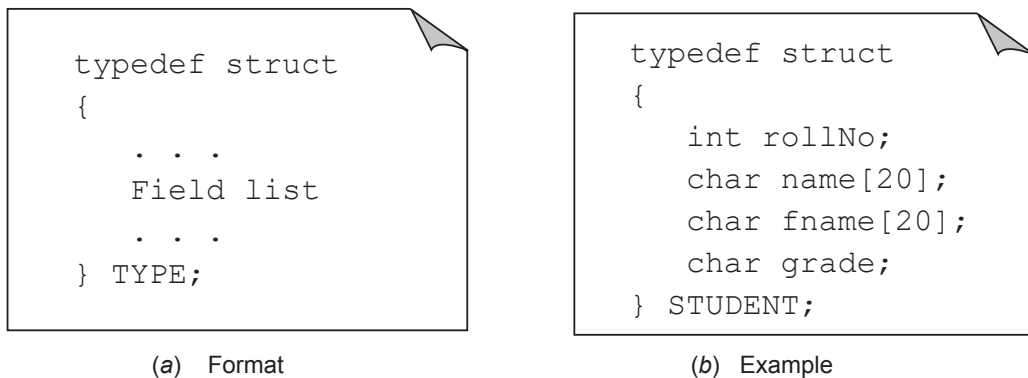 typedef struct
{
. . .
Field list
. . .
} TYPE;
(a) Format
typedef struct
{
int rollNo;
char name[20];
char fname[20];
char grade;
} STUDENT;
(b) Example